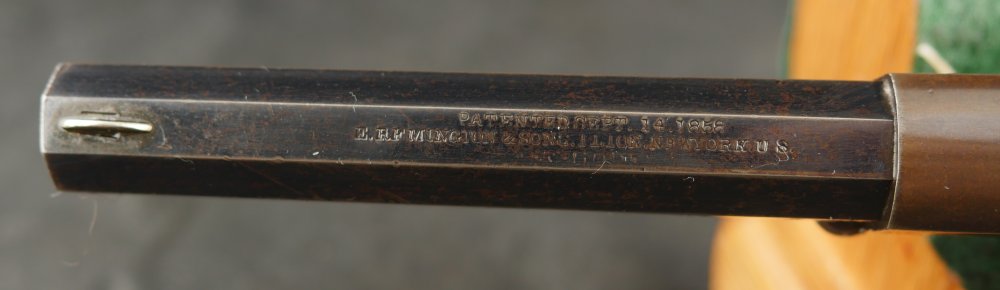 PATENTED SEPT. 14. 1858
E. REMINGTON & SONS, ILION, NEW YORK U S.